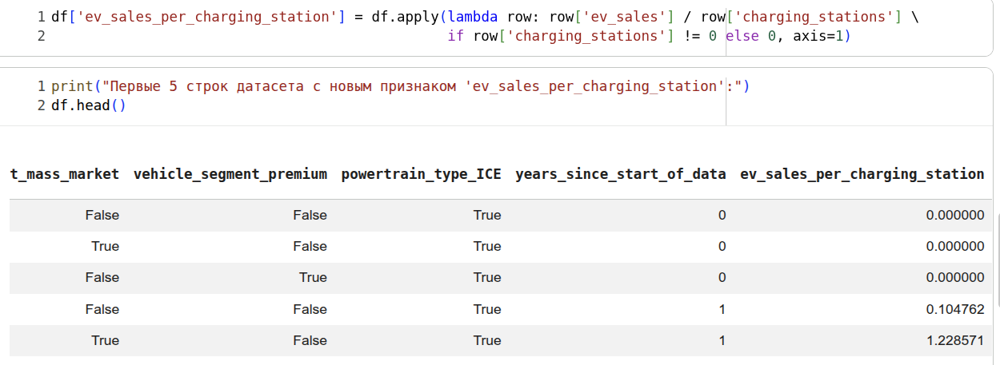 1 df['ev_sales_per_charging_station'] = df.apply(lambda row: row['ev_sales'] / row['charging_stations'] \
2 if row['charging_stations'] != 0 else 0, axis=1)
1 print("Первые 5 строк датасета с новым признаком 'ev_sales_per_charging_station':")
2 df.head()
t_mass_market vehicle_segment_premium powertrain_type_ICE years_since_start_of_data ev_sales_per_charging_station
False False True 0 0.000000
True False True 0 0.000000
False True True 0 0.000000
False False True 1 0.104762
True False True 1 1.228571